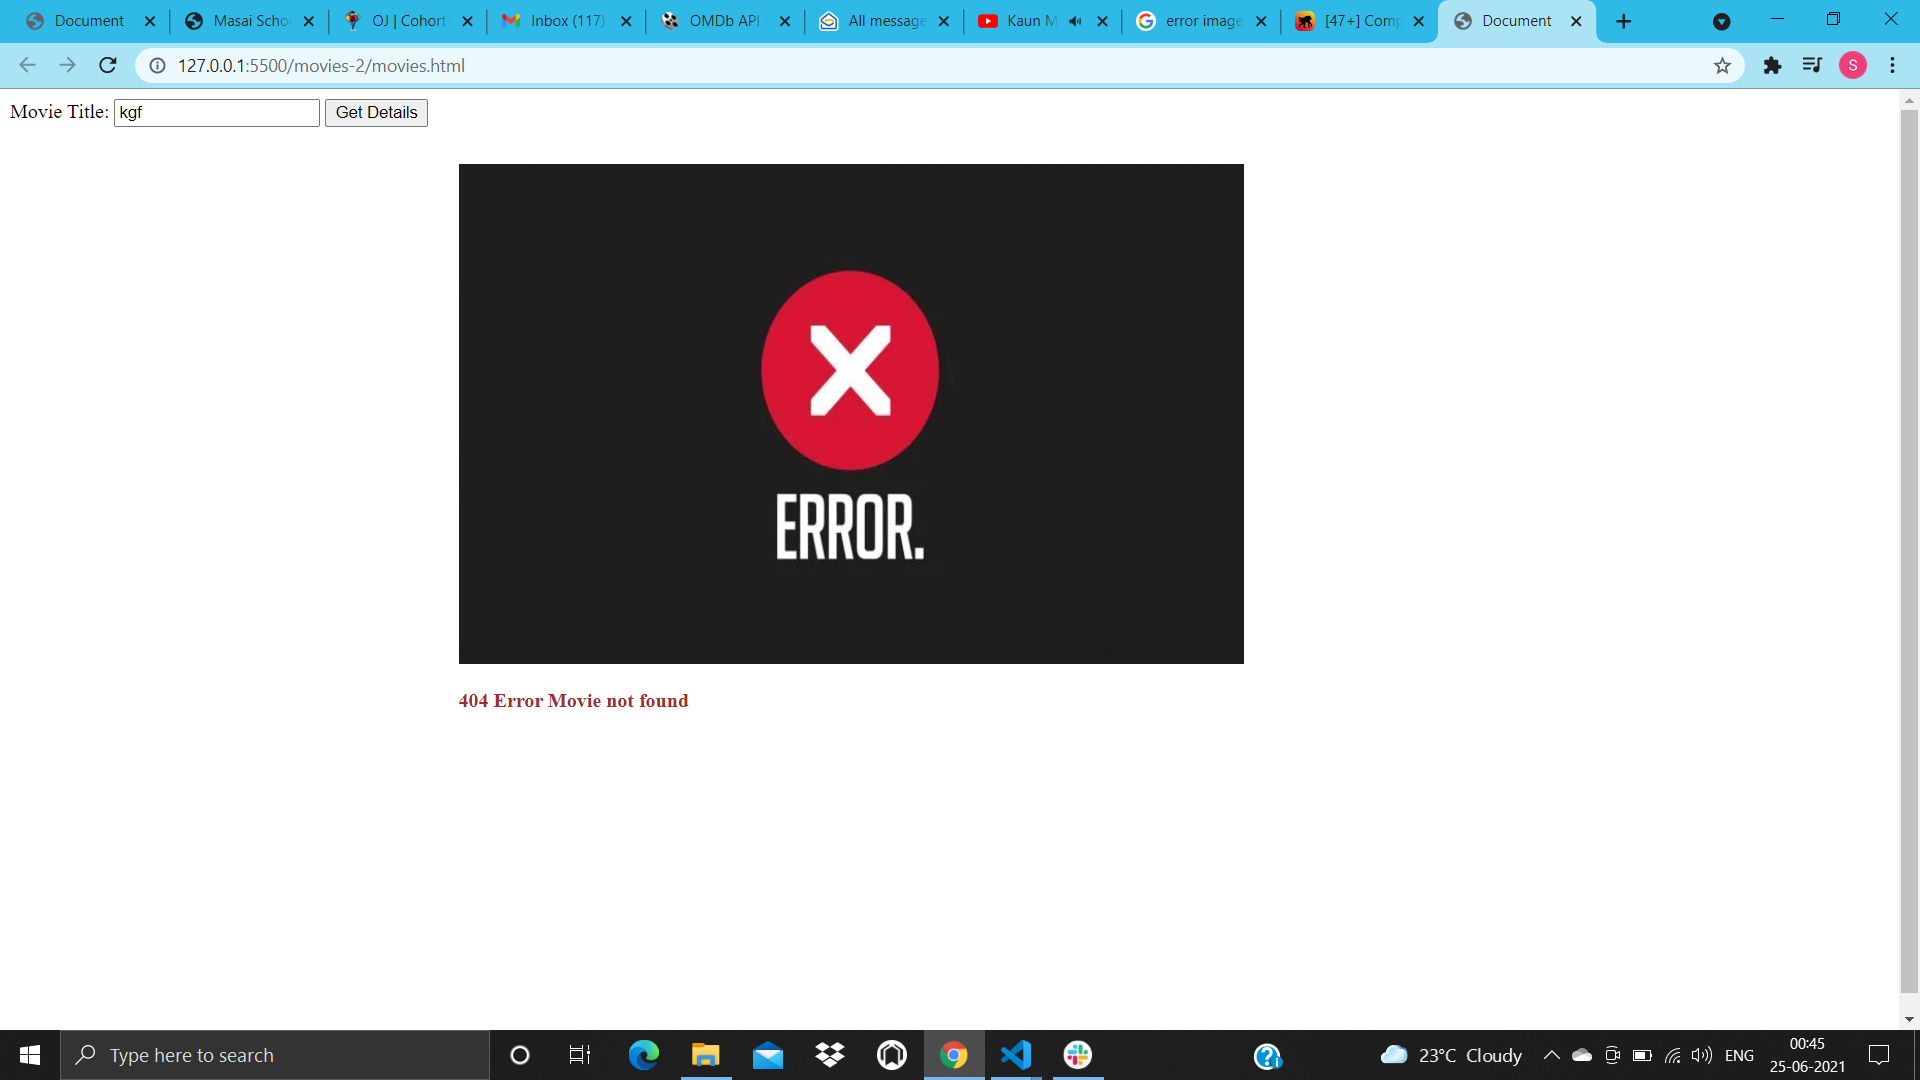 Document
Masai Schoo
OJ | Cohort-
Inbox (117)
OMDb API -
All message
Kaun M
error image
[47+] Comp
Document
127.0.0.1:5500/movies-2/movies.html
S
Movie Title: kgf Get Details
X
ERROR.
404 Error Movie not found
Type here to search
23°C Cloudy
ENG
00:45
25-06-2021